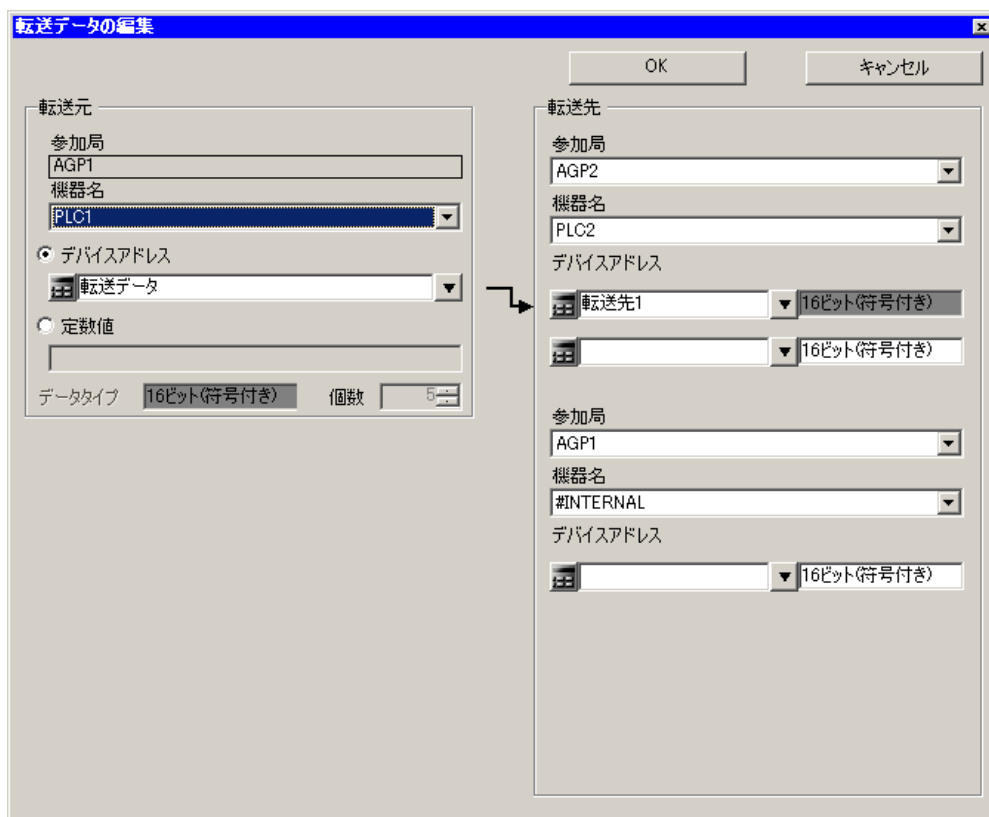 転送データの編集
OK
キャンセル
転送元
参加局
AGP1
機器名
PLC1
デバイスアドレス
転送データ
定数値
データタイプ 16ビット(符号付き) 個数 5
転送先
参加局
AGP2
機器名
PLC2
デバイスアドレス
転送先1 16ビット(符号付き)
16ビット(符号付き)
参加局
AGP1
機器名
#INTERNAL
デバイスアドレス
16ビット(符号付き)